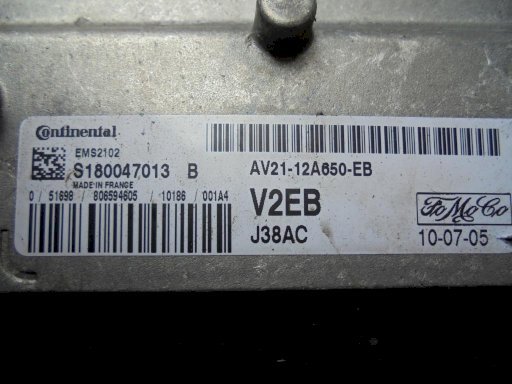 Continental
EMS2102
S180047013 B
MADE IN FRANCE
0 / 51698 / 808594605 / 10186 / 001A4
AV21-12A650-EB
V2EB
J38AC
FoMoCo
10-07-05